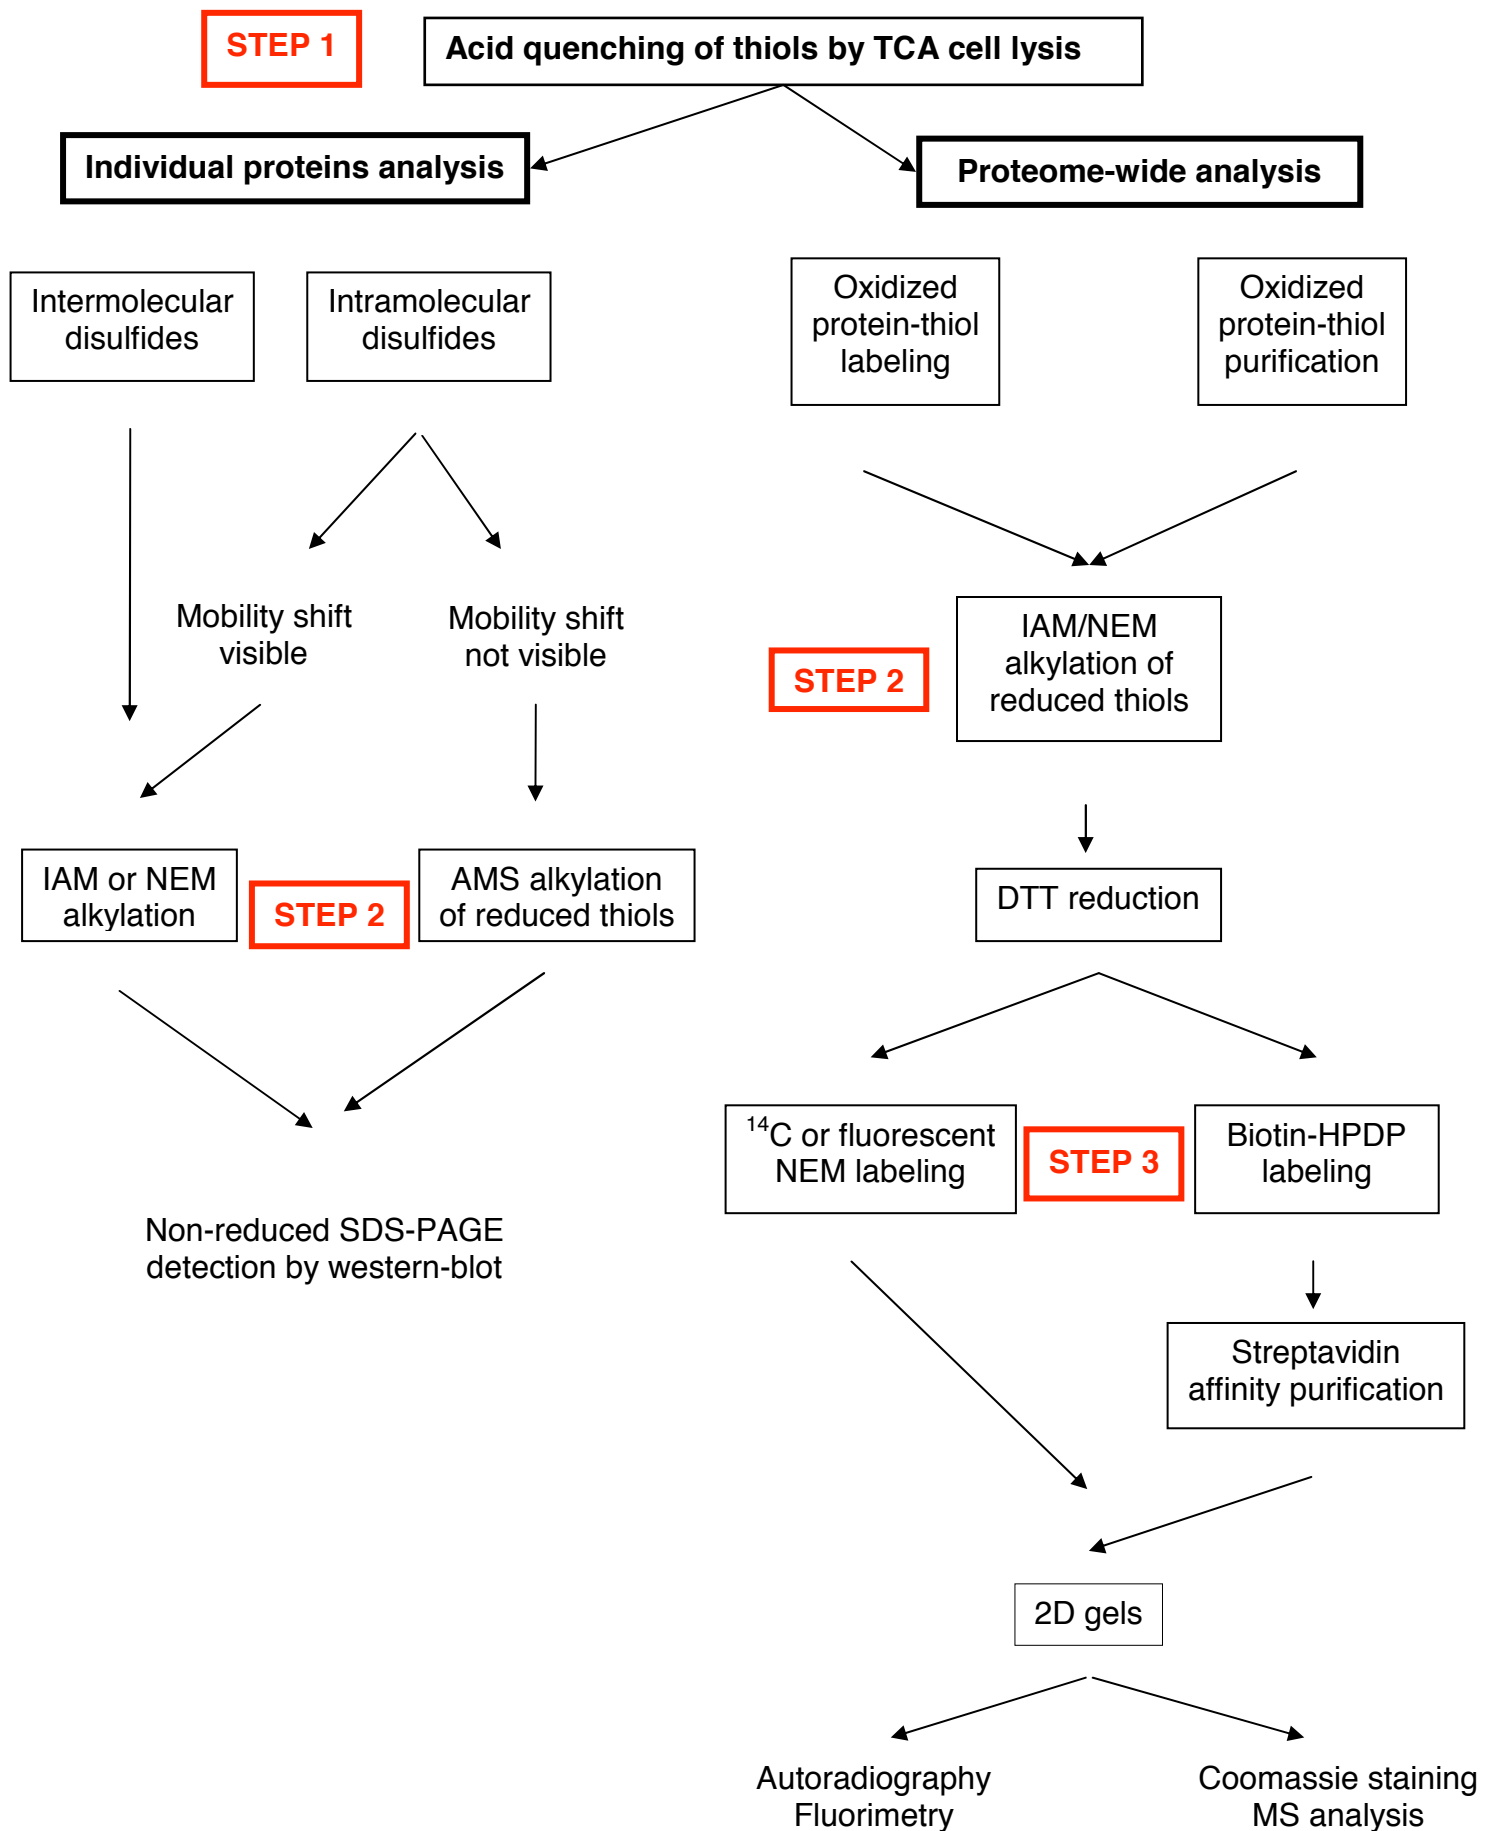 STEP 1
Acid quenching of thiols by TCA cell lysis
Individual proteins analysis
Proteome-wide analysis
Intermolecular
disulfides
Intramolecular
disulfides
Oxidized
protein-thiol
labeling
Oxidized
protein-thiol
purification
Mobility shift
visible
Mobility shift
not visible
STEP 2
IAM/NEM
alkylation of
reduced thiols
IAM or NEM
alkylation
STEP 2
AMS alkylation
of reduced thiols
DTT reduction
14C or fluorescent
NEM labeling
STEP 3
Biotin-HPDP
labeling
Non-reduced SDS-PAGE
detection by western-blot
Streptavidin
affinity purification
2D gels
Autoradiography
Fluorimetry
Coomassie staining
MS analysis